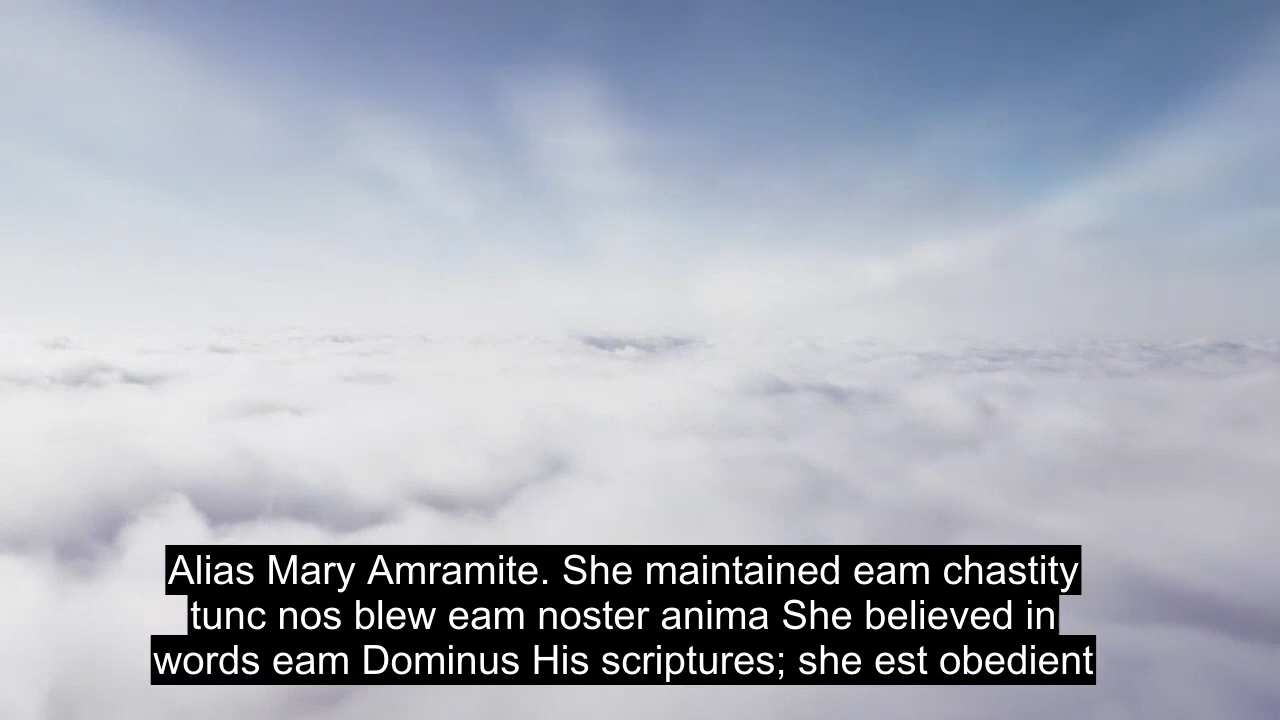 Alias Mary Amramite. She maintained eam chastity
tunc nos blew eam noster anima She believed in
words eam Dominus His scriptures; she est obedient